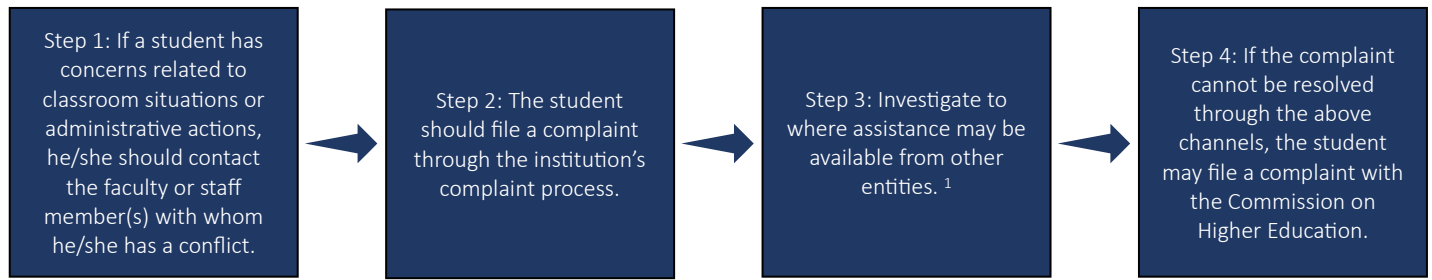 Step 1: If a student has
concerns related to
classroom situations or
administrative actions,
he/she should contact
the faculty or staff
member(s) with whom
he/she has a conflict.
Step 2: The student
should file a complaint
through the institution's
complaint process.
Step 3: Investigate to
where assistance may be
available from other
entities. 1
Step 4: If the complaint
cannot be resolved
through the above
channels, the student
may file a complaint with
the Commission on
Higher Education.